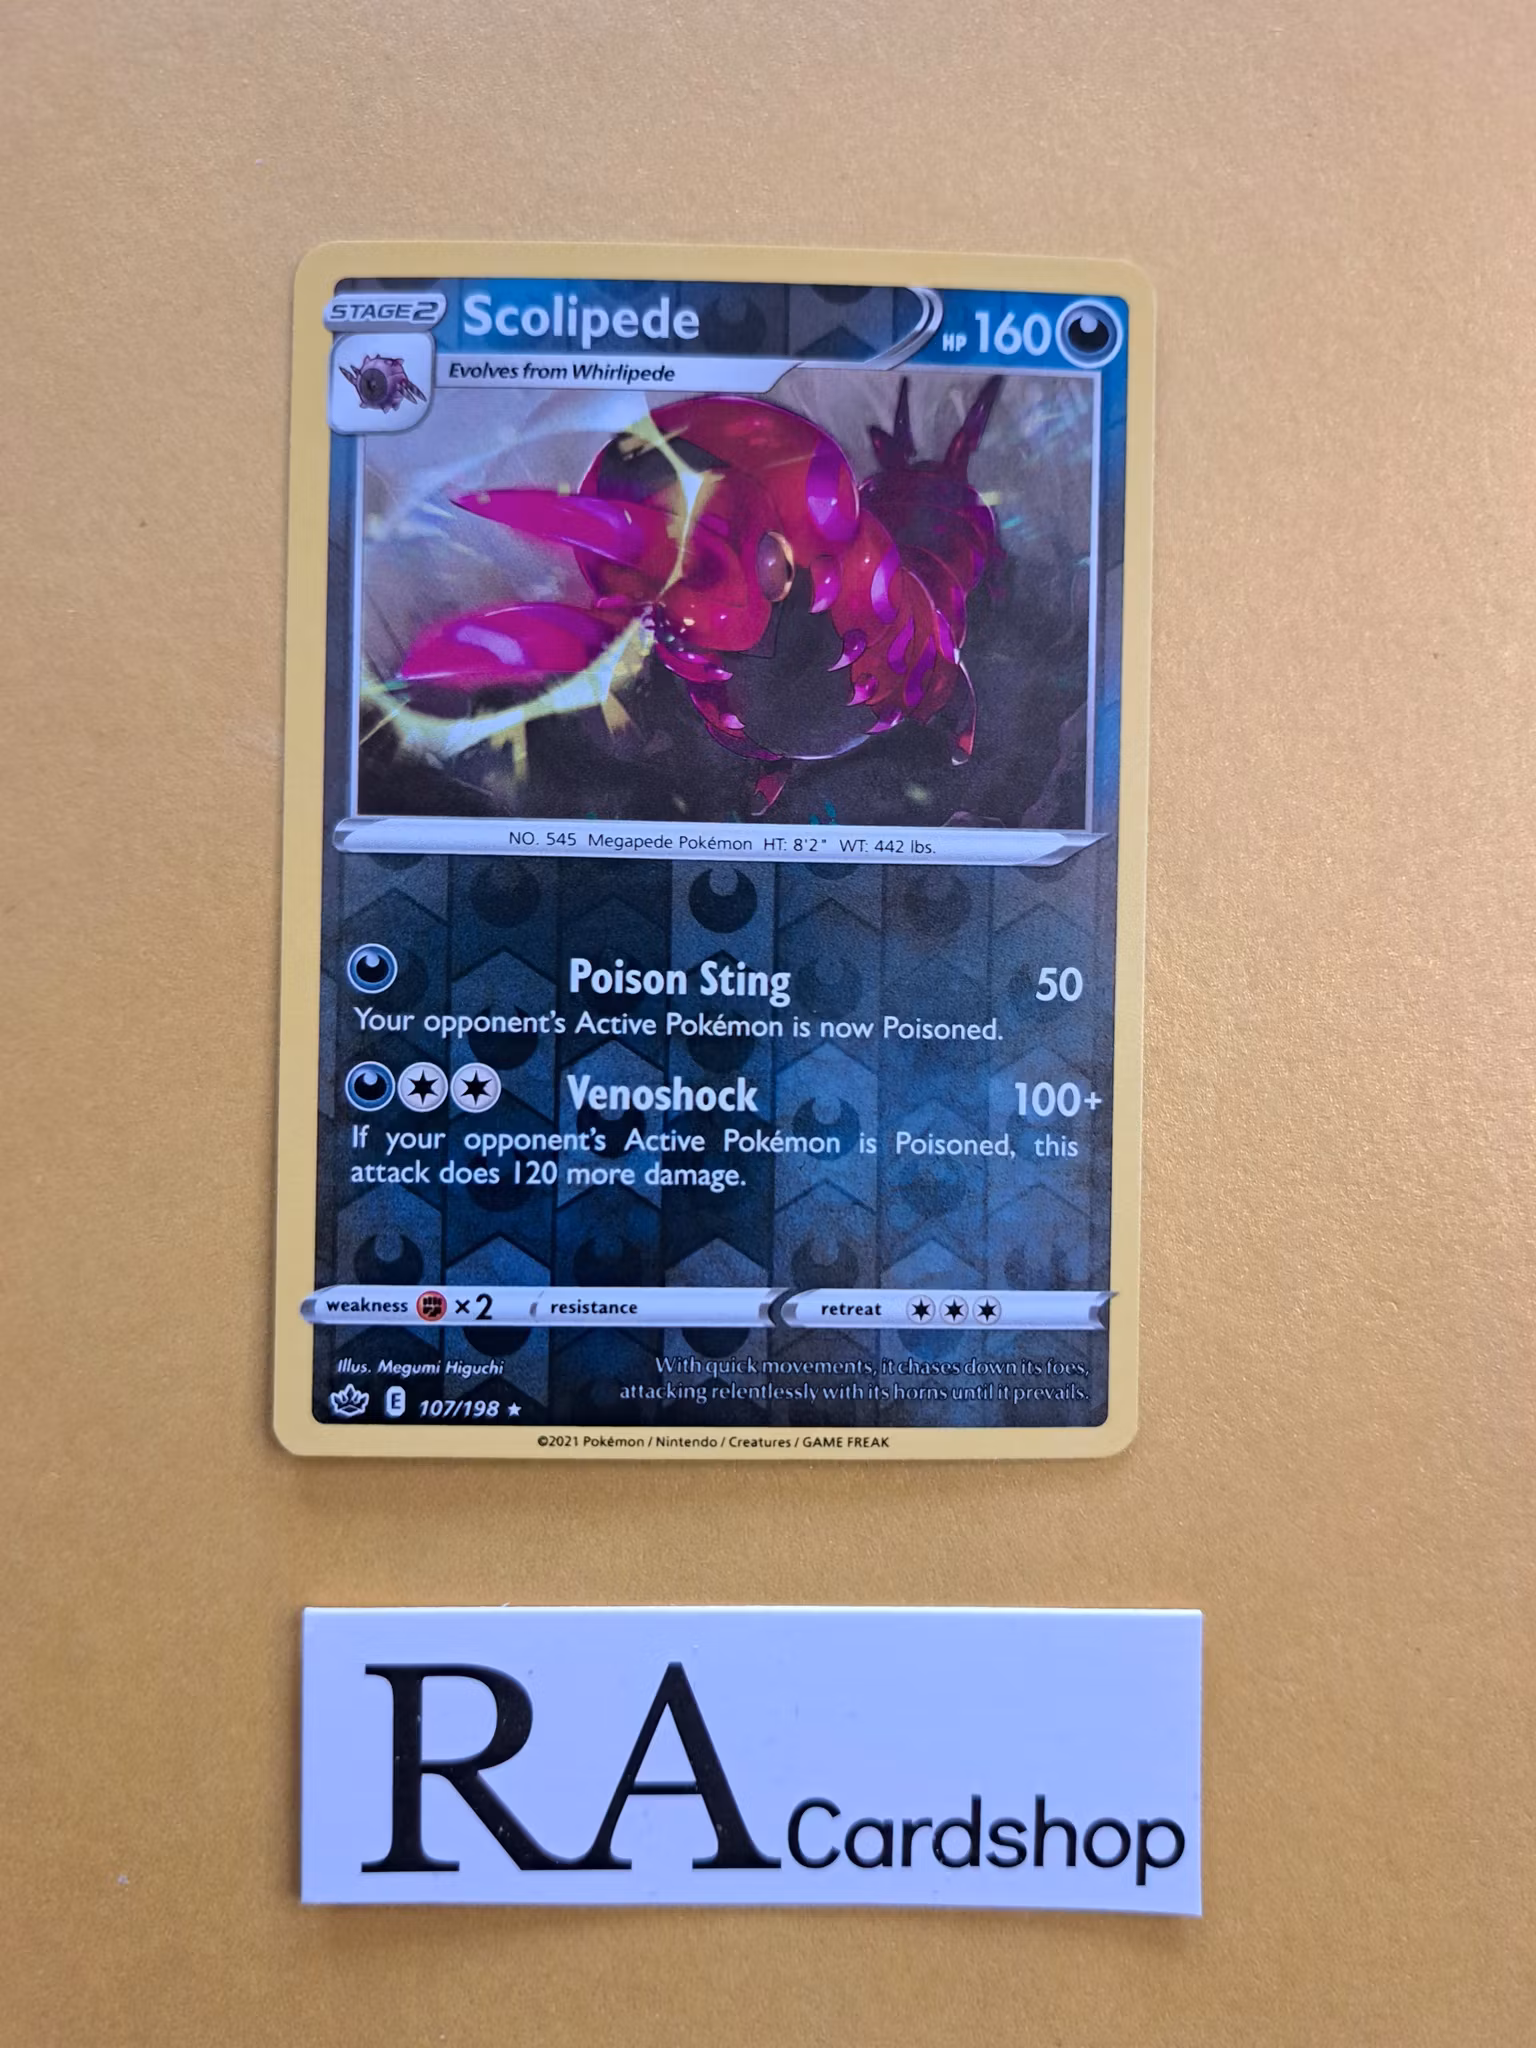 STAGE2
Scolipede
HP 160
Evolves from Whirlipede
NO. 545 Megapede Pokémon HT: 8'2" WT: 442 lbs.
Poison Sting 50
Your opponent's Active Pokémon is now Poisoned.
Venoshock 100+
If your opponent's Active Pokémon is Poisoned, this
attack does 120 more damage.
weakness ×2 resistance retreat
Illus. Megumi Higuchi
With quick movements, it chases down its foes,
attacking relentlessly with its horns until it prevails.
E 107/198 ★
©2021 Pokémon / Nintendo / Creatures / GAME FREAK
RA Cardshop